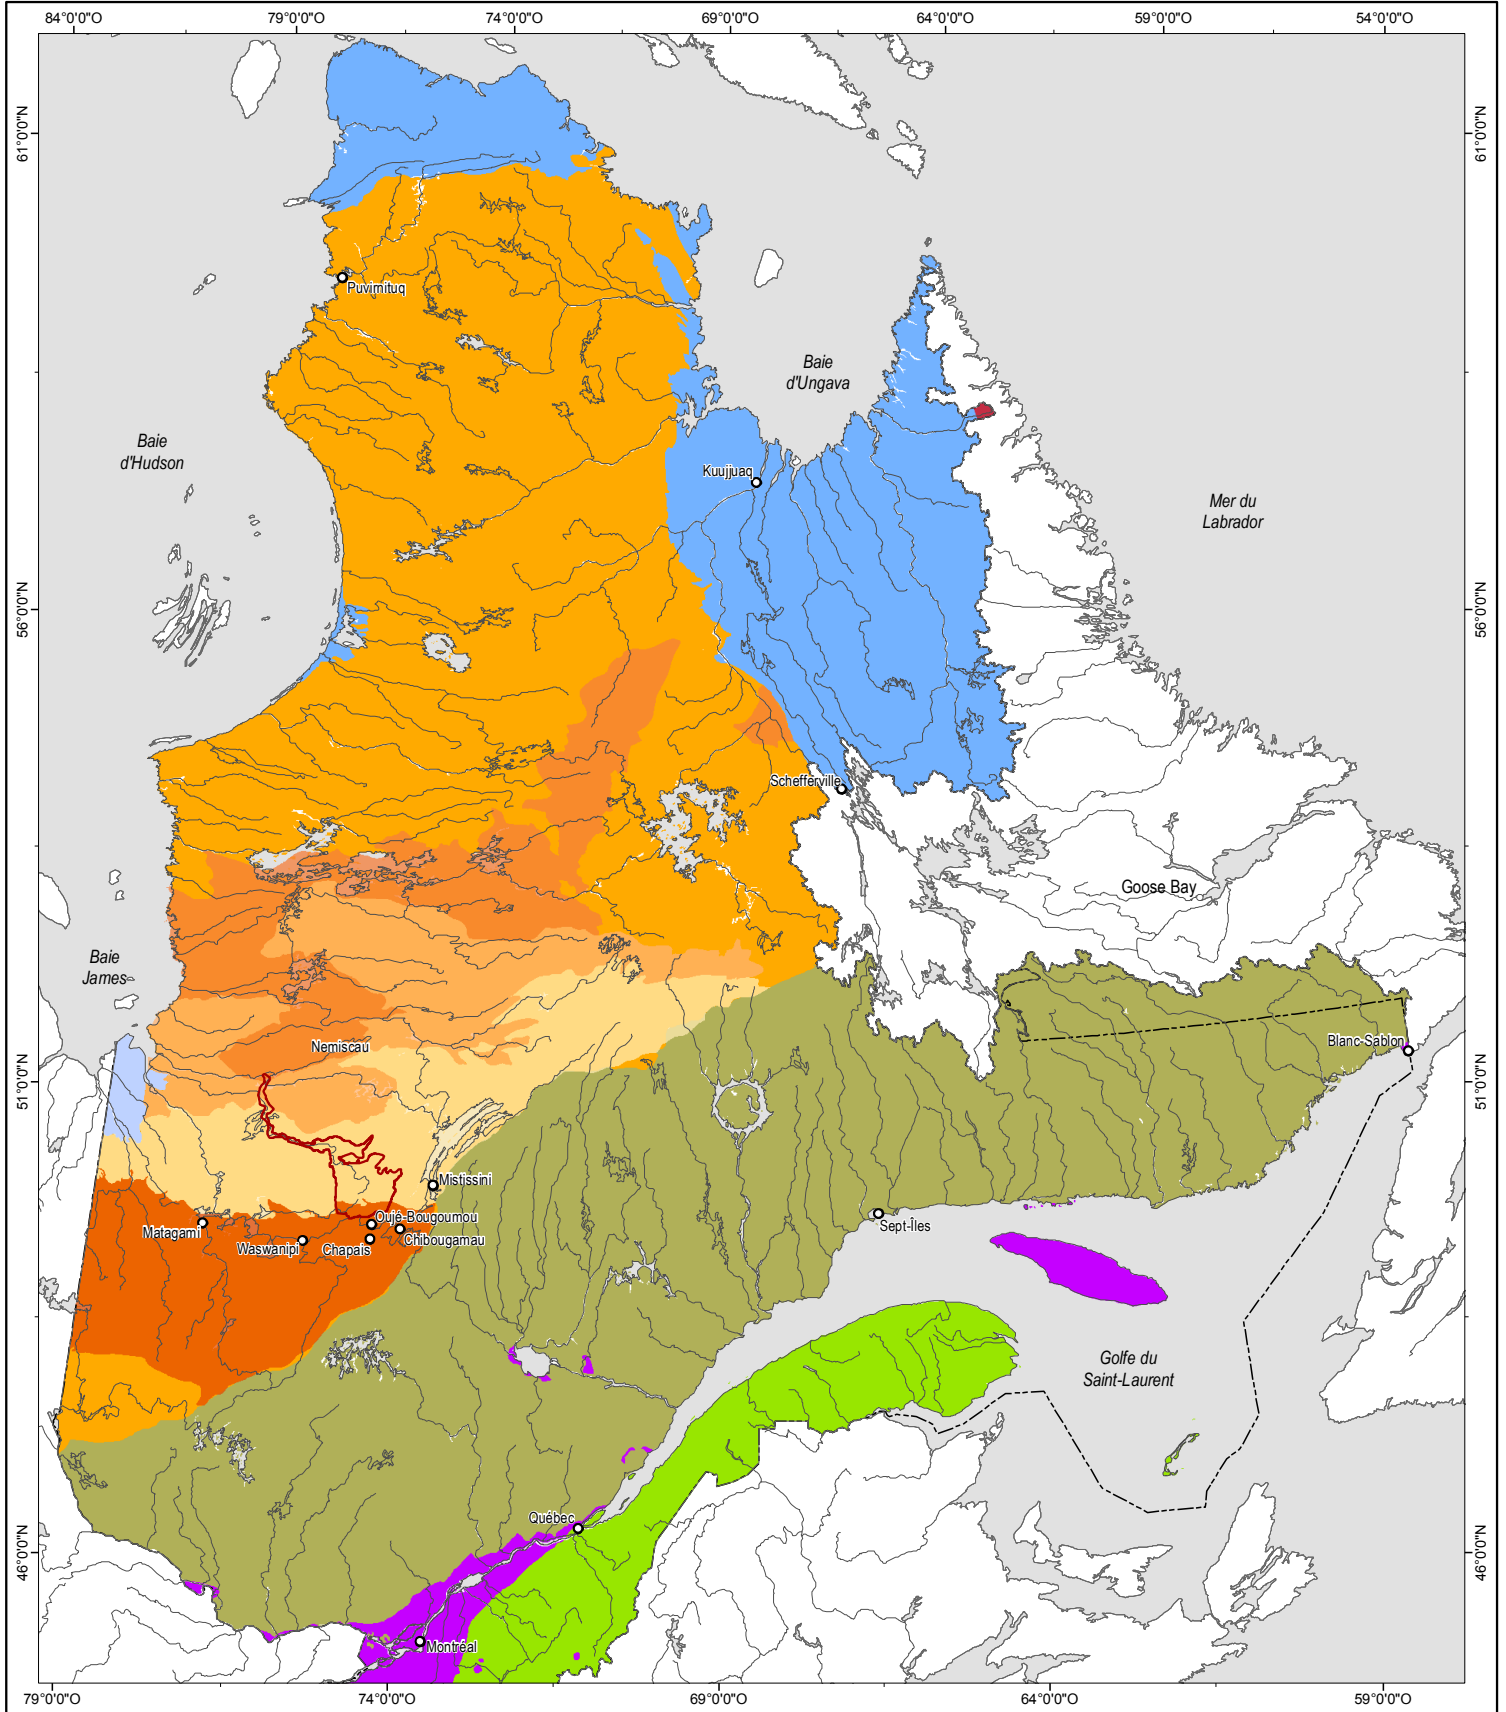 84°0'0"O
79°0'0"O
74°0'0"O
69°0'0"O
64°0'0"O
59°0'0"O
54°0'0"O
61°0'0"N
61°0'0"N
Puvirnituq
Baie
d'Ungava
Baie
d'Hudson
Kuujjuaq
Mer du
Labrador
56°0'0"N
56°0'0"N
Schefferville
Goose Bay
Baie
James
Nemiscau
Blanc-Sablon
51°0'0"N
51°0'0"N
Mistissini
Matagami
Oujé-Bougoumou
Sept-Îles
Waswanipi
Chapais
Chibougamau
Golfe du
Saint-Laurent
Québec
46°0'0"N
46°0'0"N
Montréal
79°0'0"O
74°0'0"O
69°0'0"O
64°0'0"O
59°0'0"O